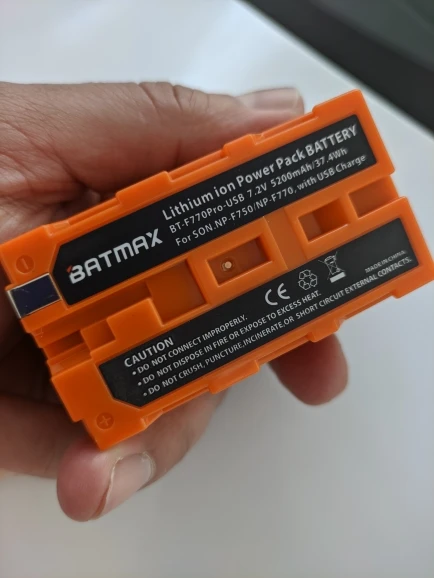 BATMAX
Lithium ion Power Pack BATTERY
BT-F770Pro-USB 7.2V 5200mAh/37.4Wh
For SON.NP-F750/NP-F770, with USB Charge
CE
MADE IN CHINA
CAUTION
• DO NOT CONNECT IMPROPERLY.
• DO NOT DISPOSE IN FIRE OR EXPOSE TO EXCESS HEAT.
• DO NOT CRUSH, PUNCTURE, INCINERATE OR SHORT CIRCUIT EXTERNAL CONTACTS.